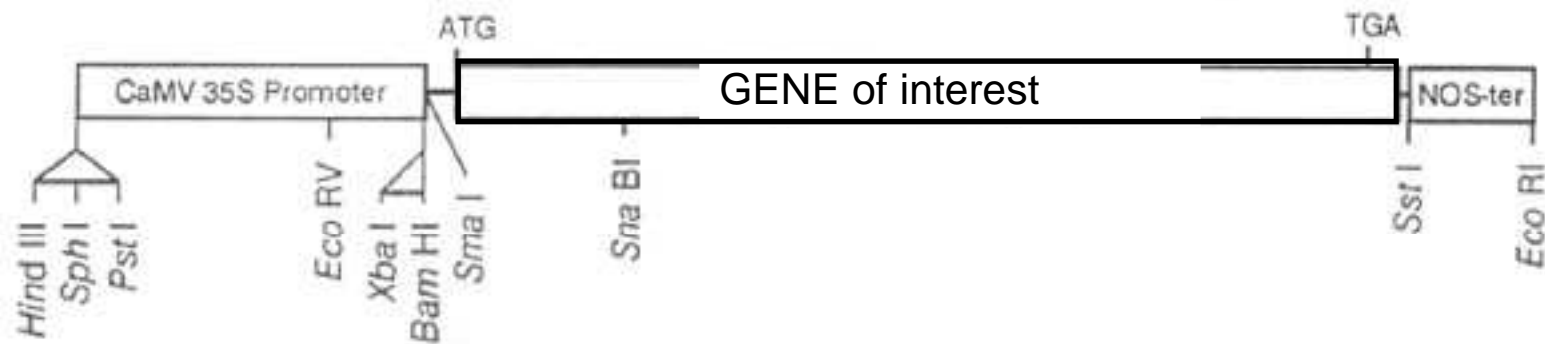 ATG
TGA
CaMV 35S Promoter
GENE of interest
NOS-ter
Hind III
Sph I
Pst I
Eco RV
Xba I
Bam HI
Sma I
Sna BI
Sst I
Eco RI